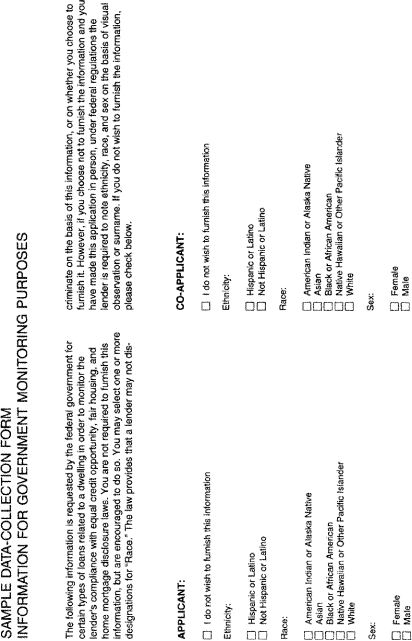 SAMPLE DATA-COLLECTION FORM
INFORMATION FOR GOVERNMENT MONITORING PURPOSES
The following information is requested by the federal government for
certain types of loans related to a dwelling in order to monitor the
lender's compliance with equal credit opportunity, fair housing, and
home mortgage disclosure laws. You are not required to furnish this
information, but are encouraged to do so. You may select one or more
designations for "Race." The law provides that a lender may not dis-
criminate on the basis of this information, or on whether you choose to
furnish it. However, if you choose not to furnish the information and you
have made this application in person, under federal regulations the
lender is required to note ethnicity, race, and sex on the basis of visual
observation or surname. If you do not wish to furnish the information,
please check below.
APPLICANT:
☐ I do not wish to furnish this information
Ethnicity:
☐ Hispanic or Latino
☐ Not Hispanic or Latino
Race:
☐ American Indian or Alaska Native
☐ Asian
☐ Black or African American
☐ Native Hawaiian or Other Pacific Islander
☐ White
Sex:
☐ Female
☐ Male
CO-APPLICANT:
☐ I do not wish to furnish this information
Ethnicity:
☐ Hispanic or Latino
☐ Not Hispanic or Latino
Race:
☐ American Indian or Alaska Native
☐ Asian
☐ Black or African American
☐ Native Hawaiian or Other Pacific Islander
☐ White
Sex:
☐ Female
☐ Male